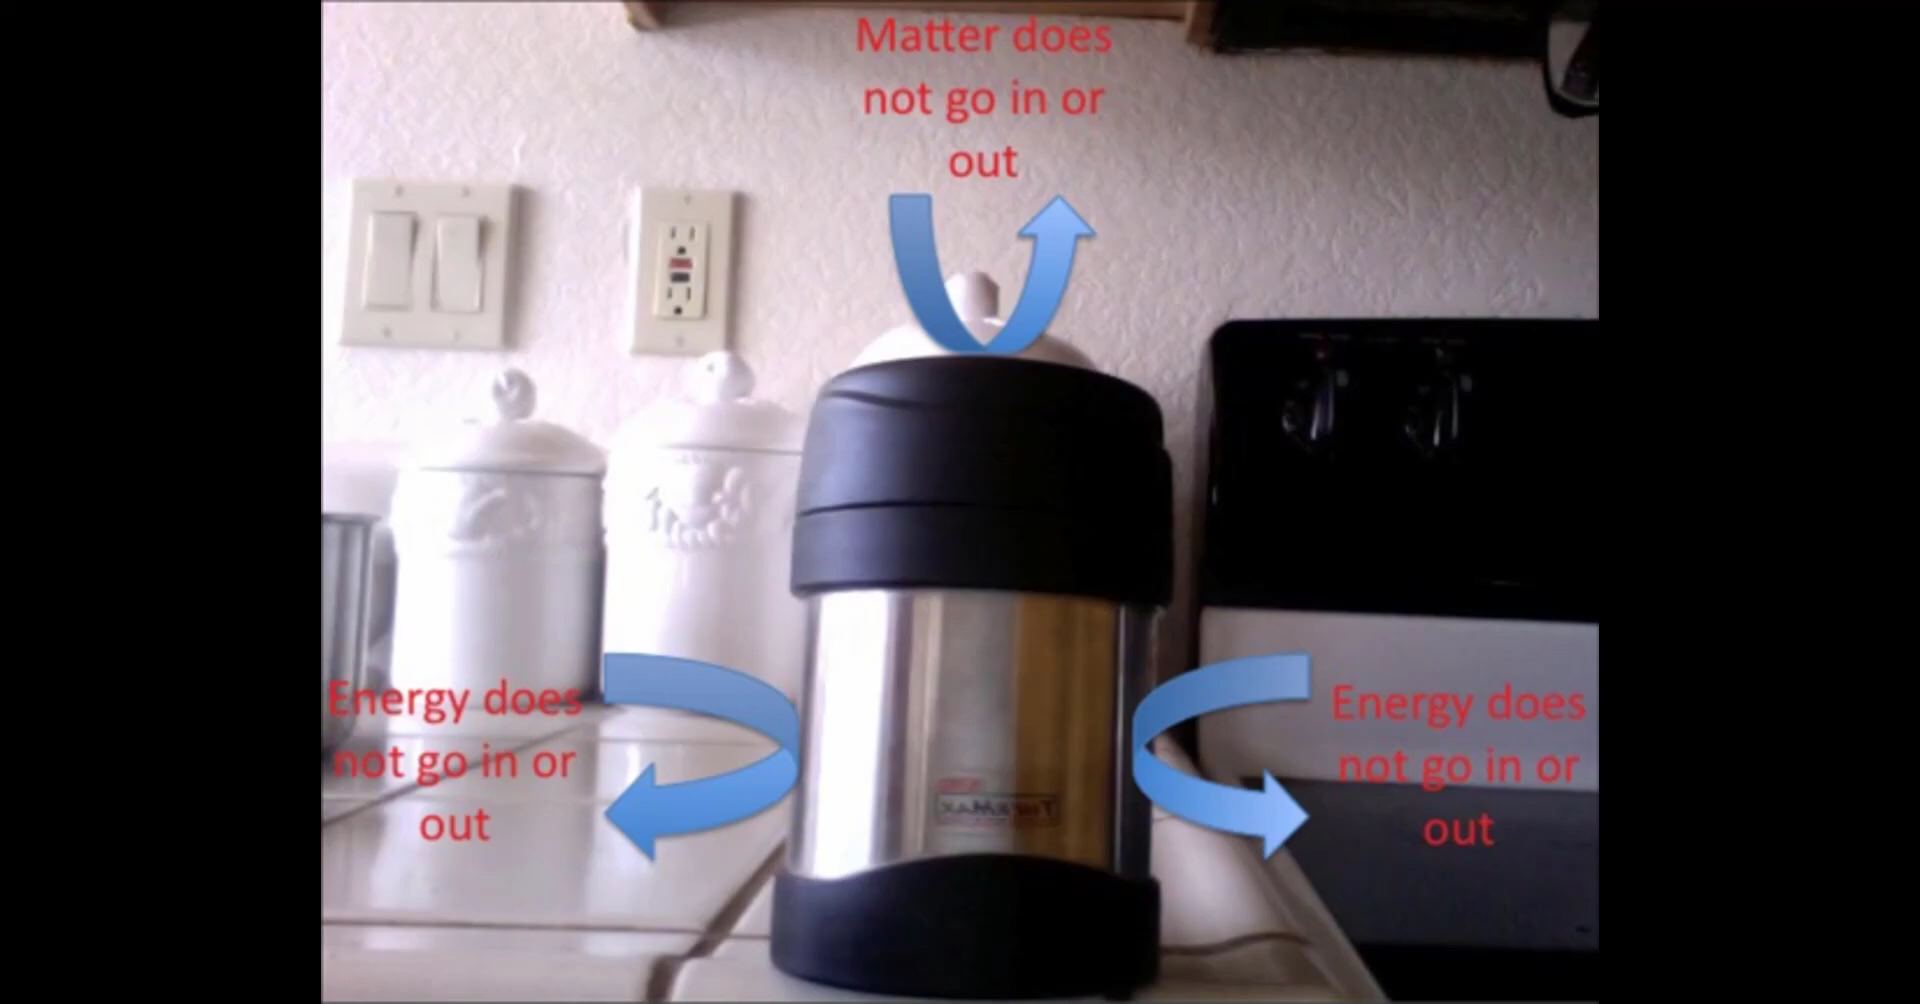 Matter does
not go in or
out
Energy does
not go in or
out
Energy does
not go in or
out